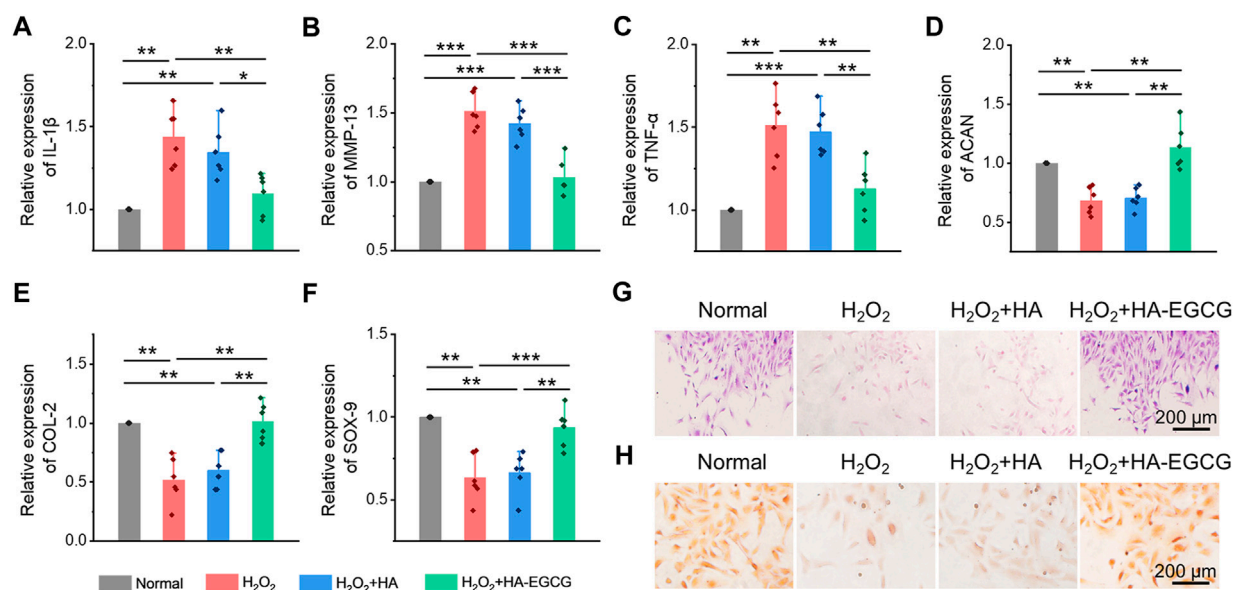 A
Relative expression
of IL-1β
2.0
1.5
1.0
**
**
**
*
B
Relative expression
of MMP-13
2.0
1.5
1.0
0.5
***
***
***
***
C
Relative expression
of TNF-α
2.0
1.5
1.0
**
**
***
**
D
Relative expression
of ACAN
2.0
1.5
1.0
0.5
**
**
**
**
E
Relative expression
of COL-2
1.5
1.0
0.5
0.0
**
**
**
**
F
Relative expression
of SOX-9
1.5
1.0
0.5
**
***
**
**
G
Normal H₂O₂ H₂O₂+HA H₂O₂+HA-EGCG
200 μm
H
Normal H₂O₂ H₂O₂+HA H₂O₂+HA-EGCG
200 μm
Normal H₂O₂ H₂O₂+HA H₂O₂+HA-EGCG